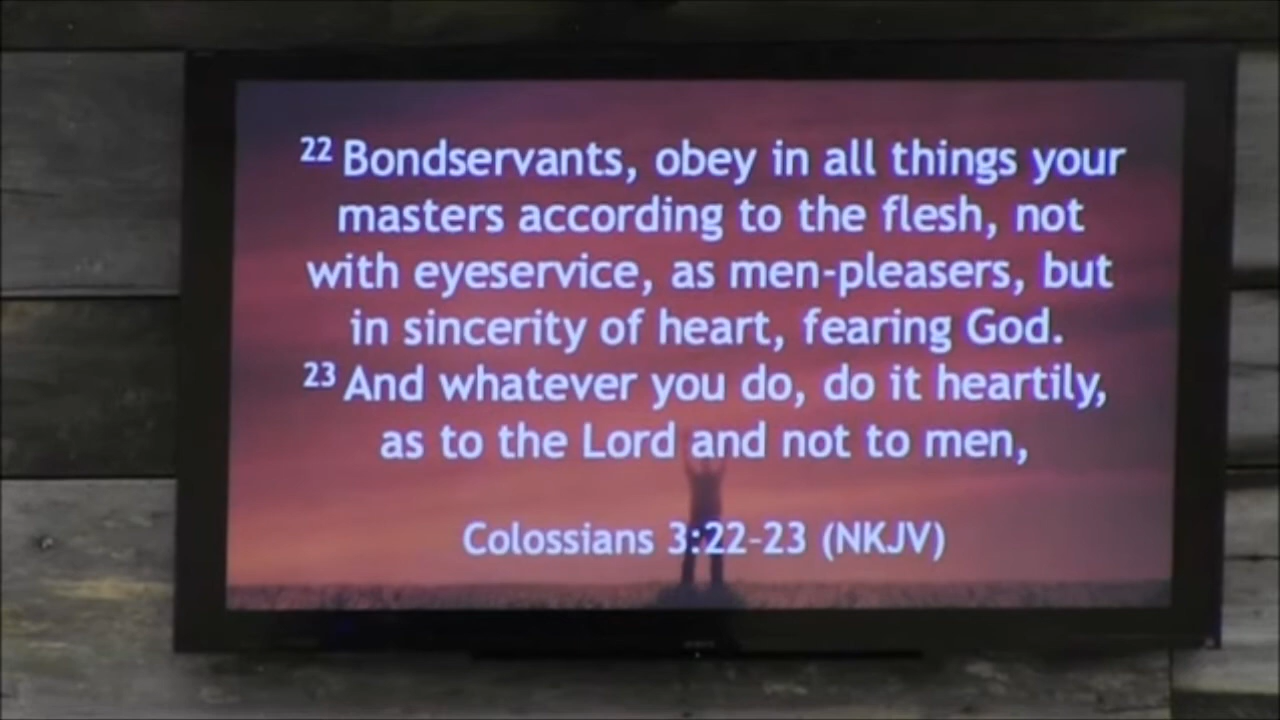 22 Bondservants, obey in all things your
masters according to the flesh, not
with eyeservice, as men-pleasers, but
in sincerity of heart, fearing God.
23 And whatever you do, do it heartily,
as to the Lord and not to men,
Colossians 3:22-23 (NKJV)